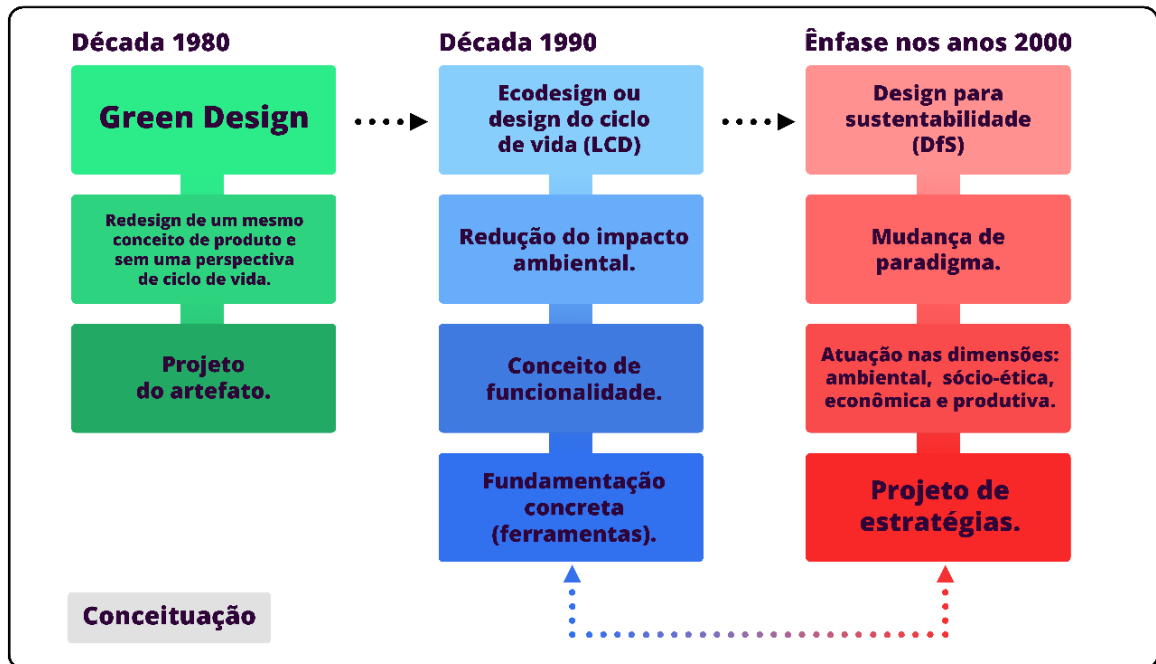 Década 1980
Green Design
Redesign de um mesmo
conceito de produto e
sem uma perspectiva
de ciclo de vida.
Projeto
do artefato.
Década 1990
Ecodesign ou
design do ciclo
de vida (LCD)
Redução do impacto
ambiental.
Conceito de
funcionalidade.
Fundamentação
concreta
(ferramentas).
Ênfase nos anos 2000
Design para
sustentabilidade
(DfS)
Mudança de
paradigma.
Atuação nas dimensões:
ambiental, sócio-ética,
econômica e produtiva.
Projeto de
estratégias.
Conceituação